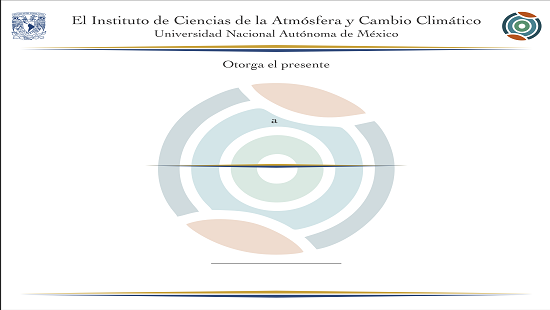 El Instituto de Ciencias de la Atmósfera y Cambio Climático
Universidad Nacional Autónoma de México
Otorga el presente
a